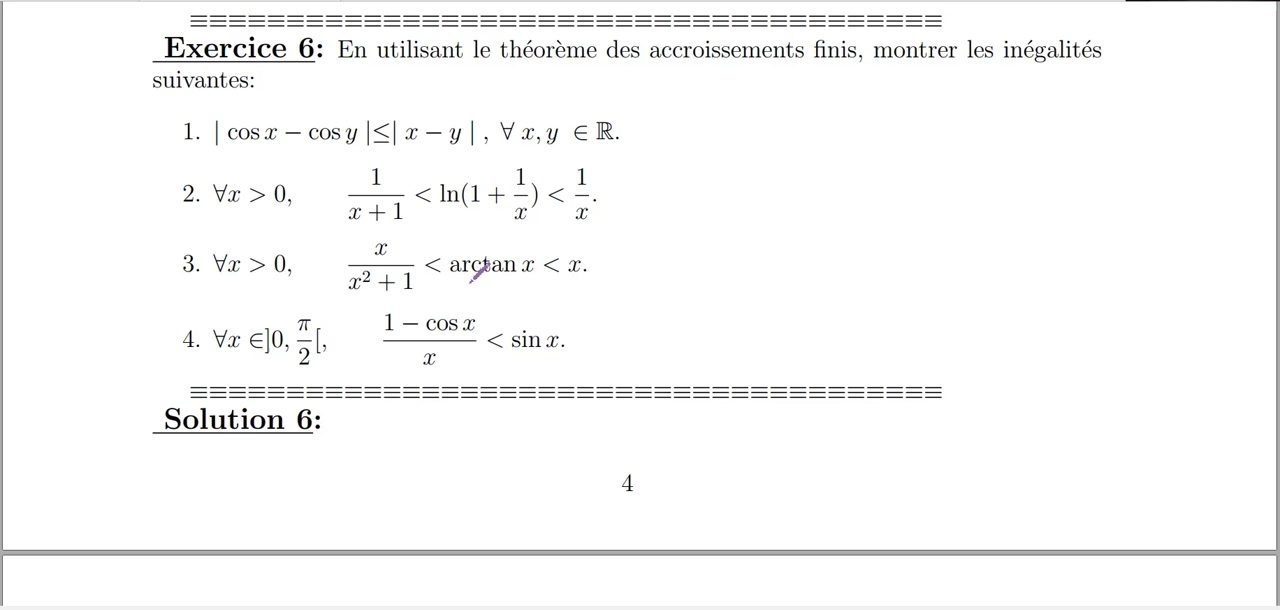 Exercice 6: En utilisant le théorème des accroissements finis, montrer les inégalités
suivantes:
1. | cos x − cos y |≤| x − y | , ∀ x, y ∈ ℝ.
2. ∀x > 0, 1/(x + 1) < ln(1 + 1/x) < 1/x.
3. ∀x > 0, x/(x² + 1) < arctan x < x.
4. ∀x ∈]0, π/2[, (1 − cos x)/x < sin x.
Solution 6:
4